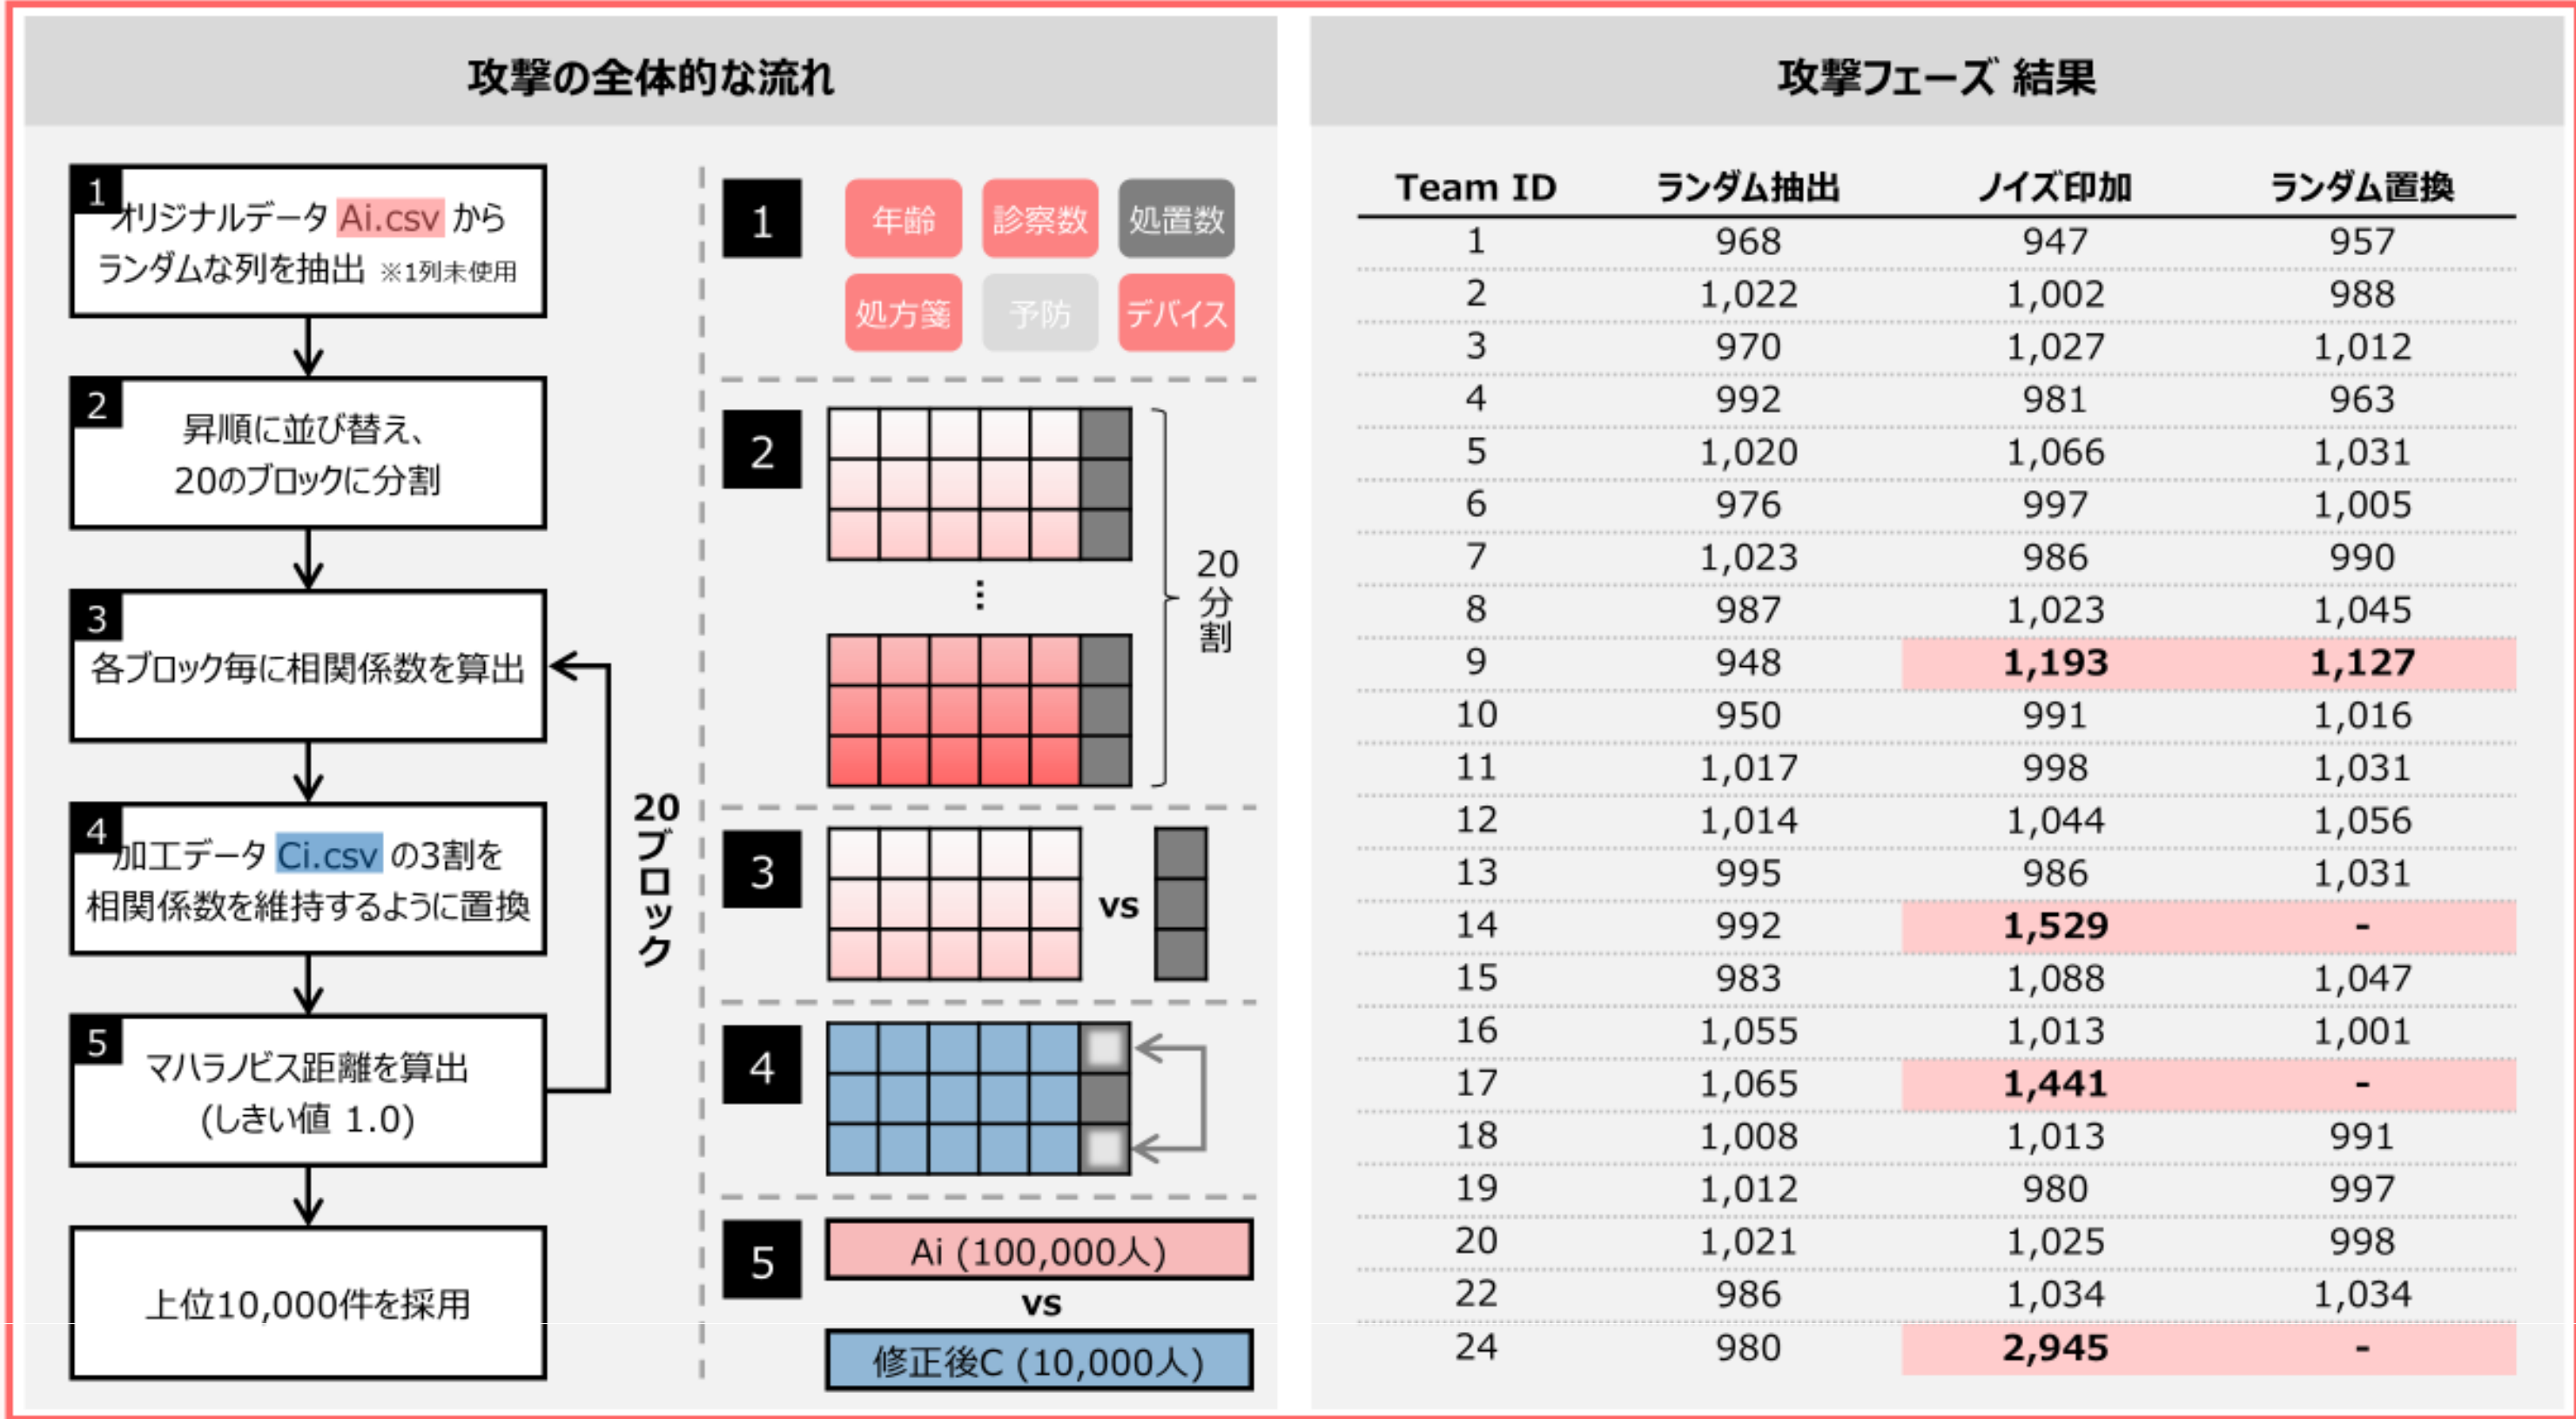 攻撃の全体的な流れ
1
オリジナルデータ Ai.csv から
ランダムな列を抽出 ※1列未使用
2
昇順に並び替え、
20のブロックに分割
3
各ブロック毎に相関係数を算出
4
加工データ Ci.csv の3割を
相関係数を維持するように置換
5
マハラノビス距離を算出
(しきい値 1.0)
20ブロック
上位10,000件を採用
1
年齢 診察数 処置数
処方箋 予防 デバイス
2
⋮
20分割
3
vs
4
5
Ai (100,000人)
vs
修正後C (10,000人)
攻撃フェーズ 結果
Team ID ランダム抽出 ノイズ印加 ランダム置換
1 968 947 957
2 1,022 1,002 988
3 970 1,027 1,012
4 992 981 963
5 1,020 1,066 1,031
6 976 997 1,005
7 1,023 986 990
8 987 1,023 1,045
9 948 1,193 1,127
10 950 991 1,016
11 1,017 998 1,031
12 1,014 1,044 1,056
13 995 986 1,031
14 992 1,529 -
15 983 1,088 1,047
16 1,055 1,013 1,001
17 1,065 1,441 -
18 1,008 1,013 991
19 1,012 980 997
20 1,021 1,025 998
22 986 1,034 1,034
24 980 2,945 -